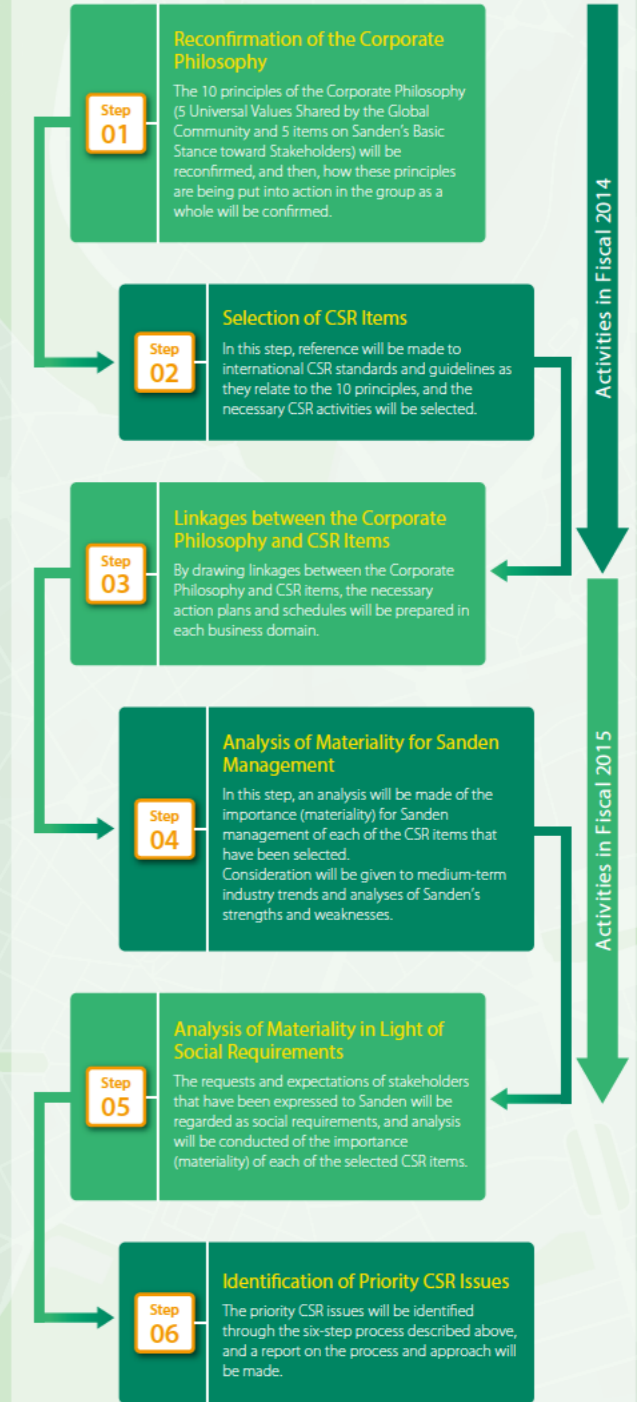 Step
01
Reconfirmation of the Corporate
Philosophy
The 10 principles of the Corporate Philosophy
(5 Universal Values Shared by the Global
Community and 5 items on Sanden's Basic
Stance toward Stakeholders) will be
reconfirmed, and then, how these principles
are being put into action in the group as a
whole will be confirmed.
Activities in Fiscal 2014
Step
02
Selection of CSR Items
In this step, reference will be made to
international CSR standards and guidelines as
they relate to the 10 principles, and the
necessary CSR activities will be selected.
Step
03
Linkages between the Corporate
Philosophy and CSR Items
By drawing linkages between the Corporate
Philosophy and CSR items, the necessary
action plans and schedules will be prepared in
each business domain.
Activities in Fiscal 2015
Step
04
Analysis of Materiality for Sanden
Management
In this step, an analysis will be made of the
importance (materiality) for Sanden
management of each of the CSR items that
have been selected.
Consideration will be given to medium-term
industry trends and analyses of Sanden's
strengths and weaknesses.
Step
05
Analysis of Materiality in Light of
Social Requirements
The requests and expectations of stakeholders
that have been expressed to Sanden will be
regarded as social requirements, and analysis
will be conducted of the importance
(materiality) of each of the selected CSR items.
Step
06
Identification of Priority CSR Issues
The priority CSR issues will be identified
through the six-step process described above,
and a report on the process and approach will
be made.